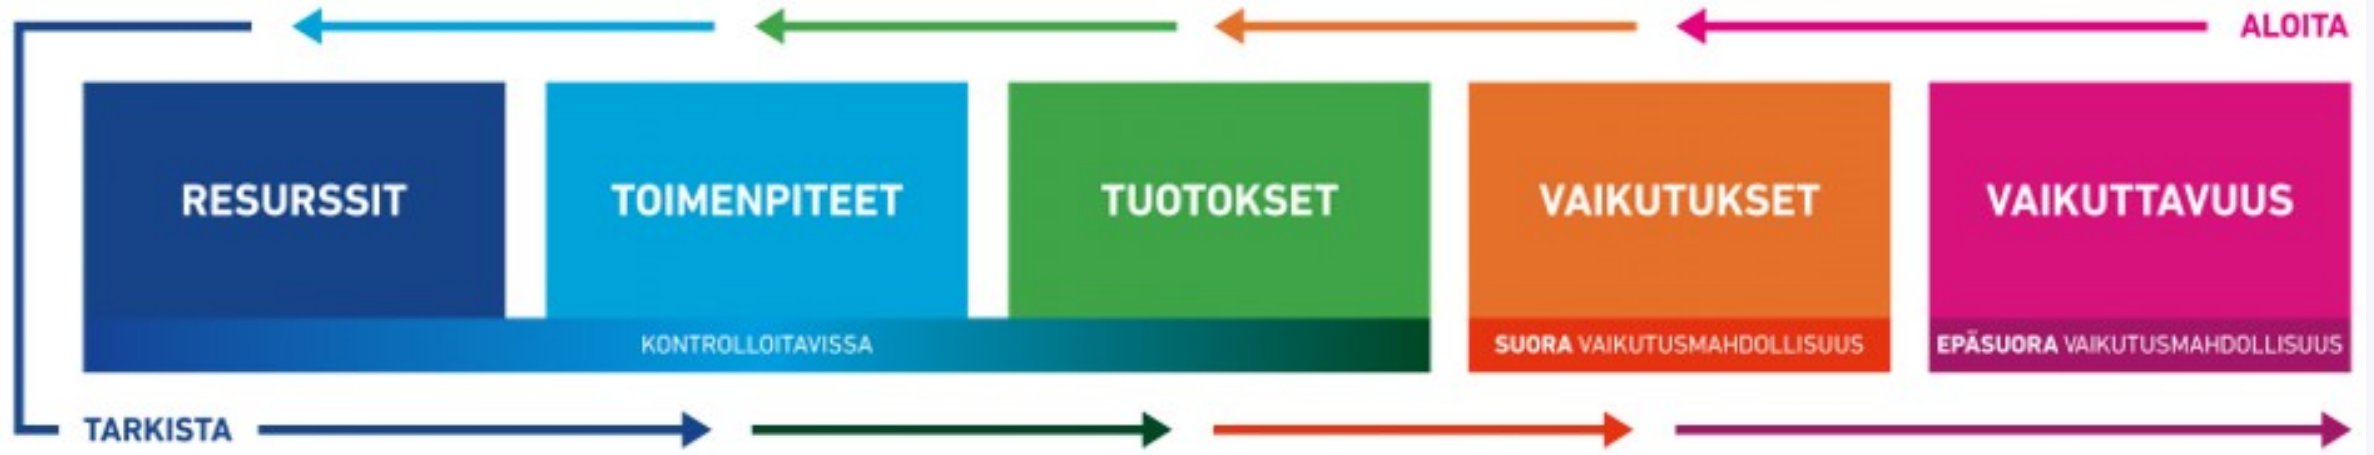 ALOITA
RESURSSIT
TOIMENPITEET
TUOTOKSET
VAIKUTUKSET
VAIKUTTAVUUS
KONTROLLOITAVISSA
SUORA VAIKUTUSMAHDOLLISUUS
EPÄSUORA VAIKUTUSMAHDOLLISUUS
TARKISTA